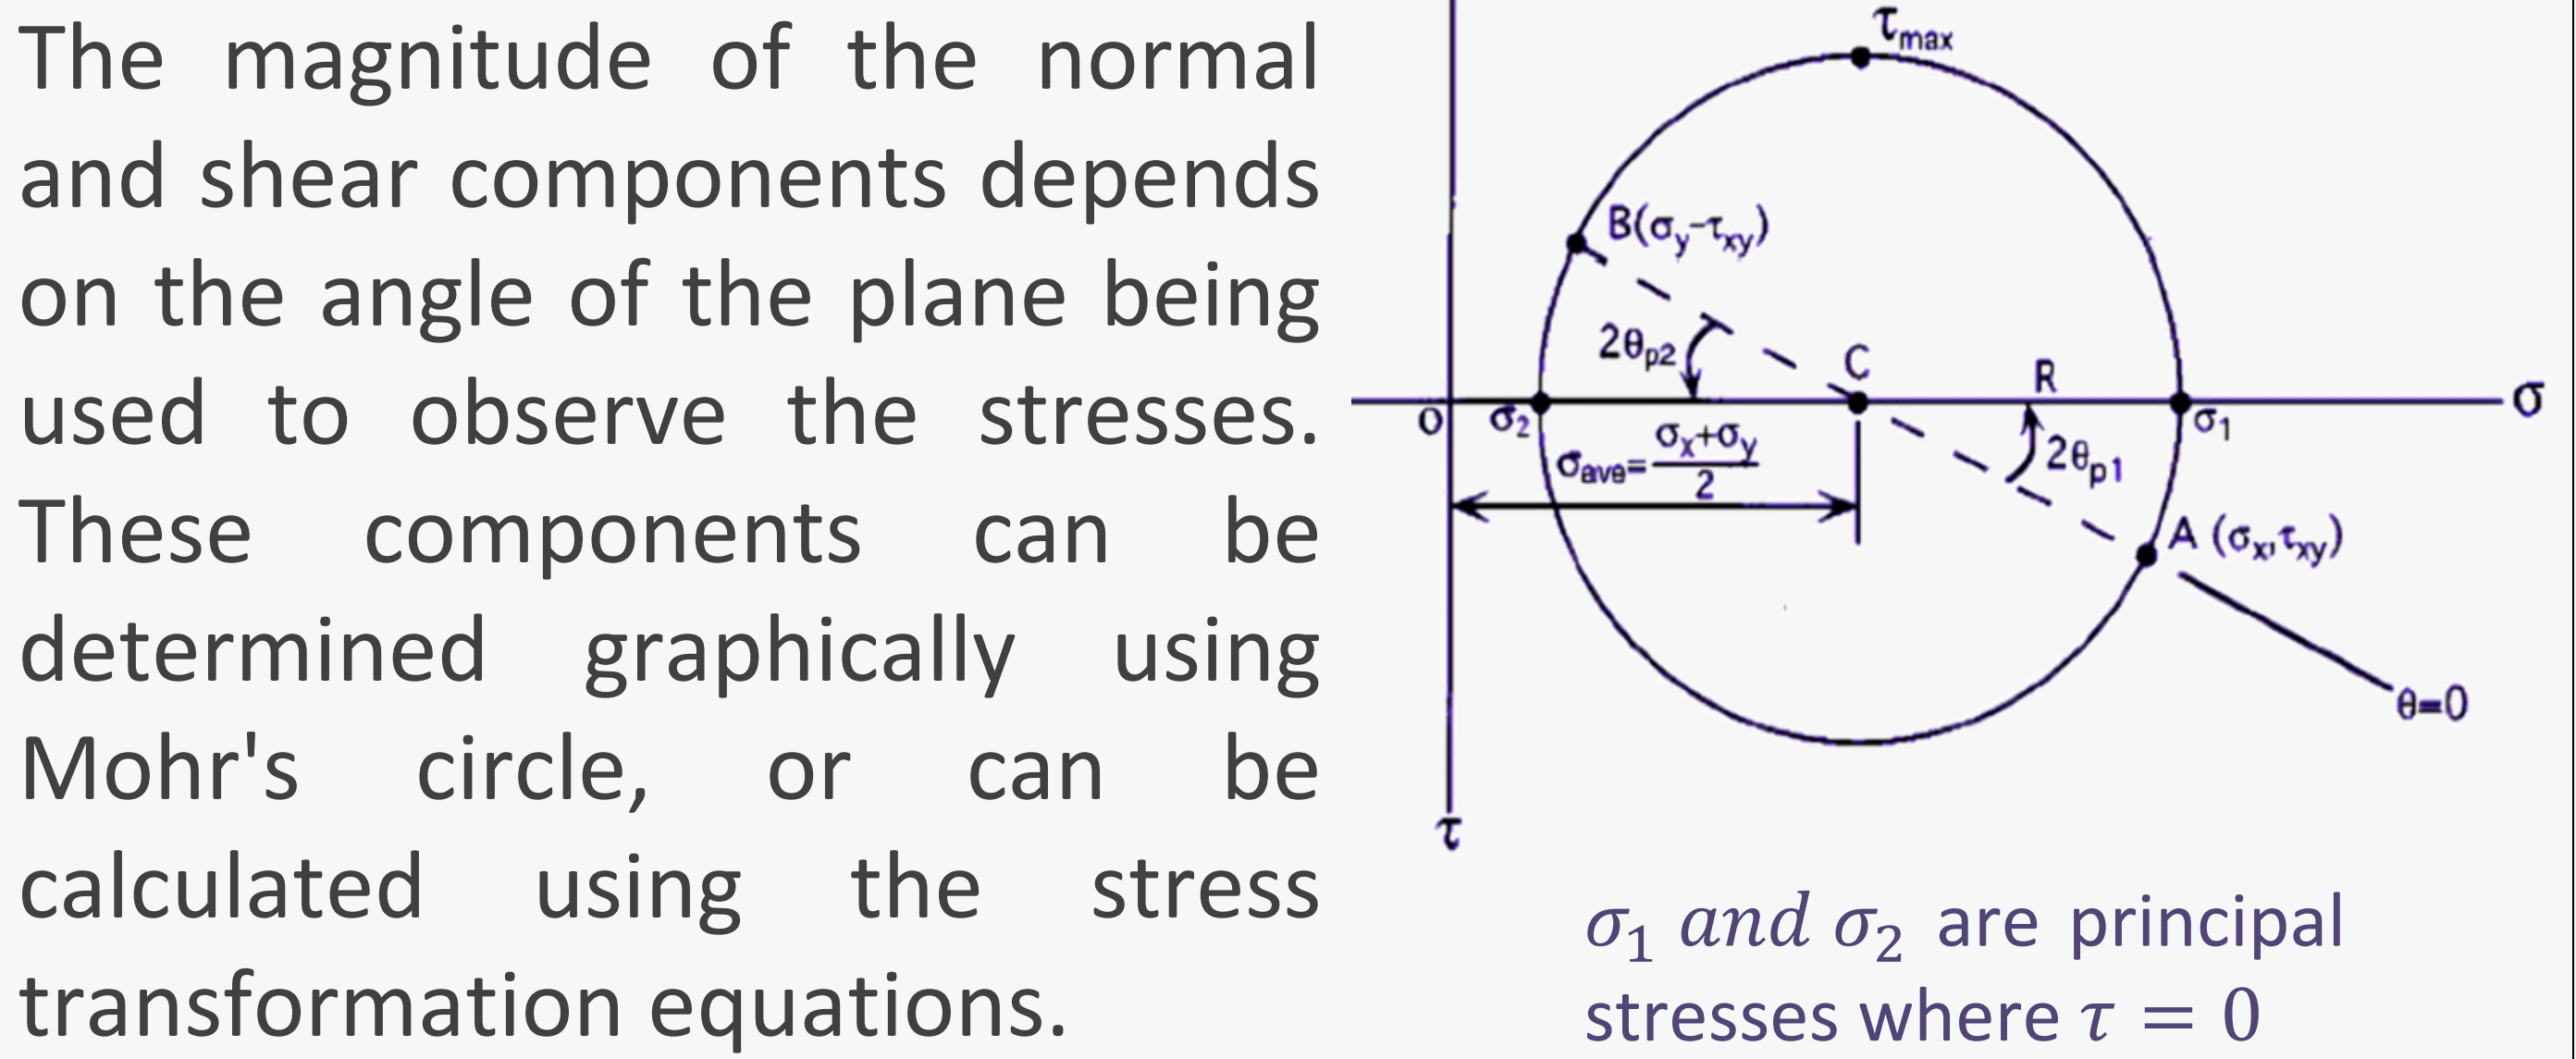 The magnitude of the normal
and shear components depends
on the angle of the plane being
used to observe the stresses.
These components can be
determined graphically using
Mohr's circle, or can be
calculated using the stress
transformation equations.
τmax
B(σy-τxy)
2θp2
C
R
σ
O
σ2
σ1
σave=σx+σy/2
2θp1
A (σx,τxy)
θ=0
τ
σ1 and σ2 are principal
stresses where τ = 0